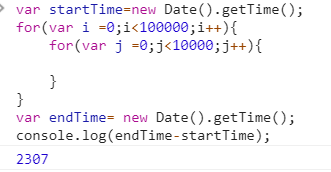 var startTime=new Date().getTime();
for(var i =0;i<100000;i++){
    for(var j =0;j<10000;j++){
    }
}
var endTime= new Date().getTime();
console.log(endTime-startTime);
2307